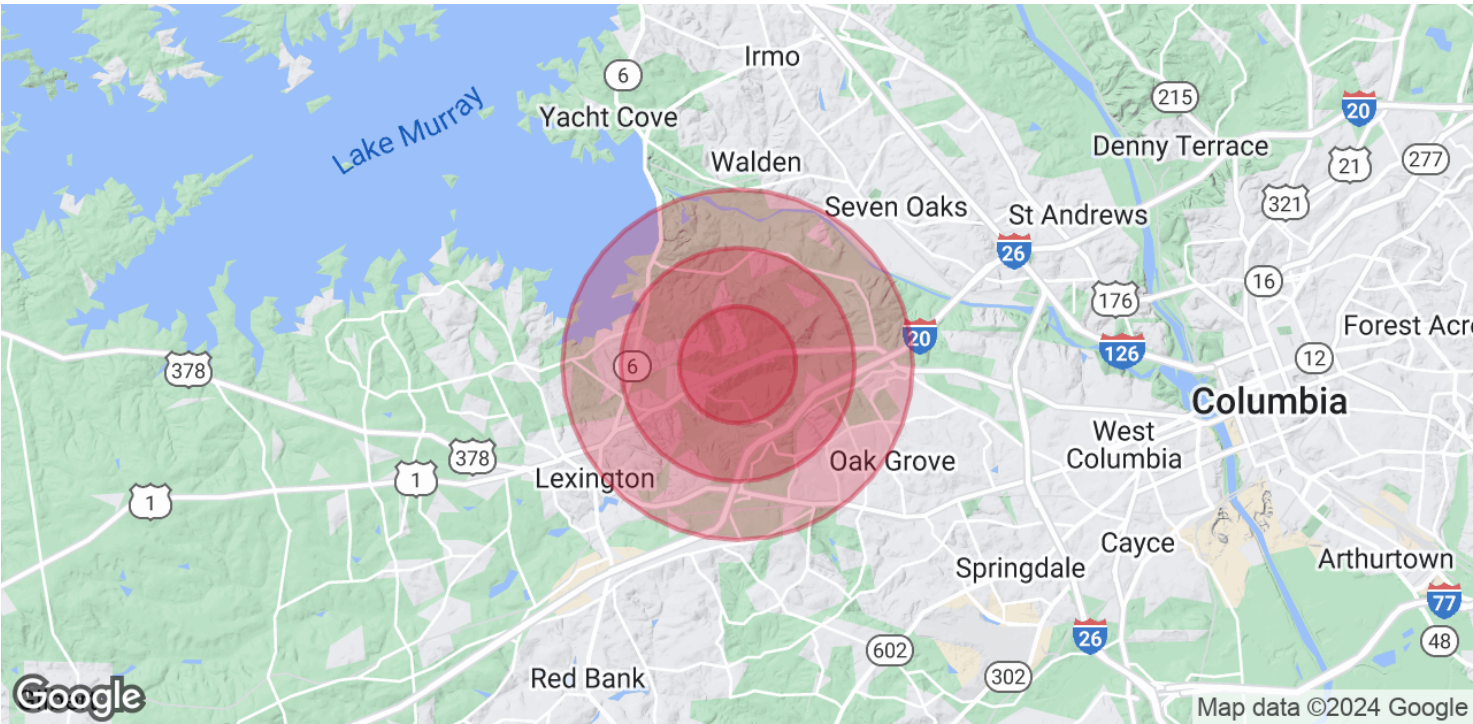 Irmo
6
Yacht Cove
Lake Murray
215
20
Denny Terrace
Walden
21
277
Seven Oaks
St Andrews
321
26
16
176
Forest Acre
20
126
12
6
378
Columbia
West
Columbia
378
Oak Grove
1
Lexington
1
Cayce
Springdale
Arthurtown
77
26
48
602
302
Red Bank
Google
Map data ©2024 Google